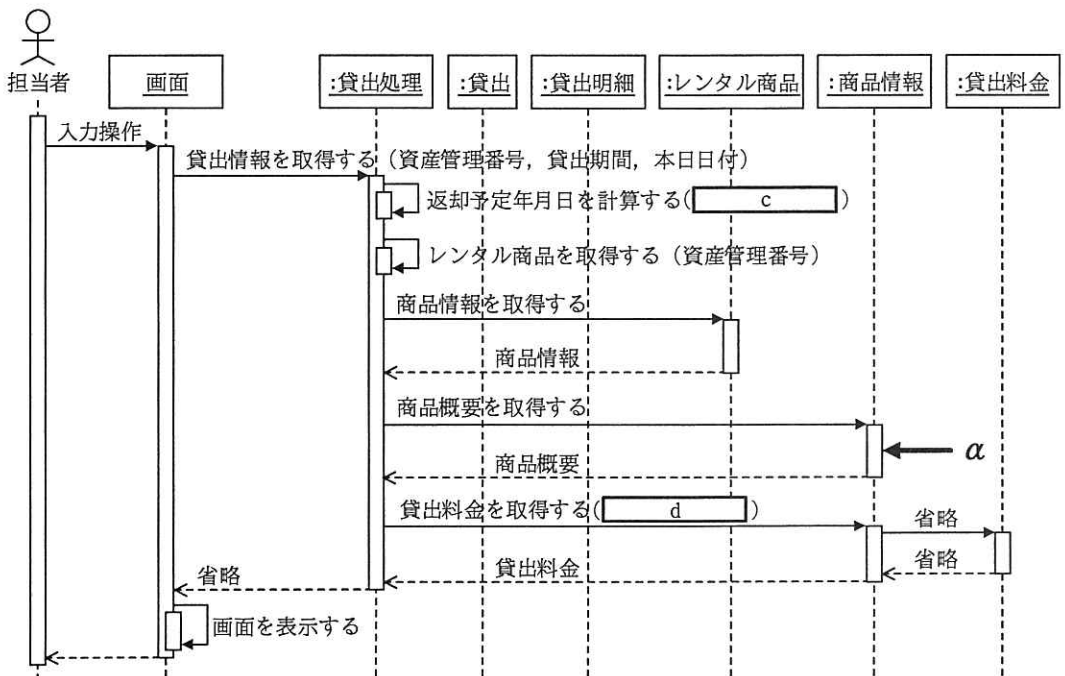 担当者
画面
:貸出処理
:貸出
:貸出明細
:レンタル商品
:商品情報
:貸出料金
入力操作
貸出情報を取得する（資産管理番号，貸出期間，本日日付）
返却予定年月日を計算する( c )
レンタル商品を取得する（資産管理番号）
商品情報を取得する
商品情報
商品概要を取得する
α
商品概要
貸出料金を取得する( d )
省略
省略
貸出料金
省略
画面を表示する